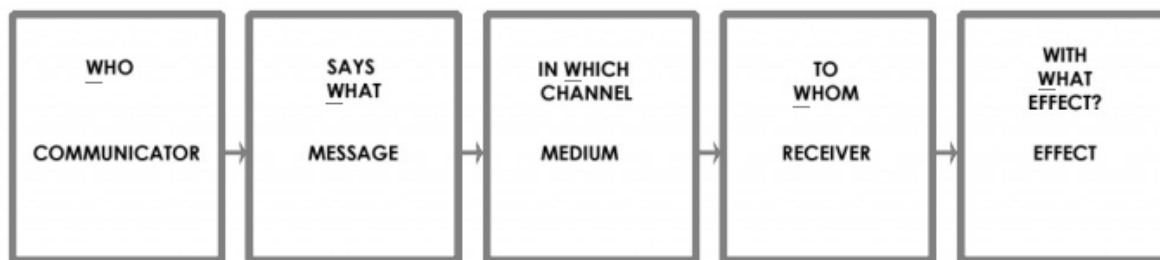 WHO
COMMUNICATOR
SAYS
WHAT
MESSAGE
IN WHICH
CHANNEL
MEDIUM
TO
WHOM
RECEIVER
WITH
WHAT
EFFECT?
EFFECT